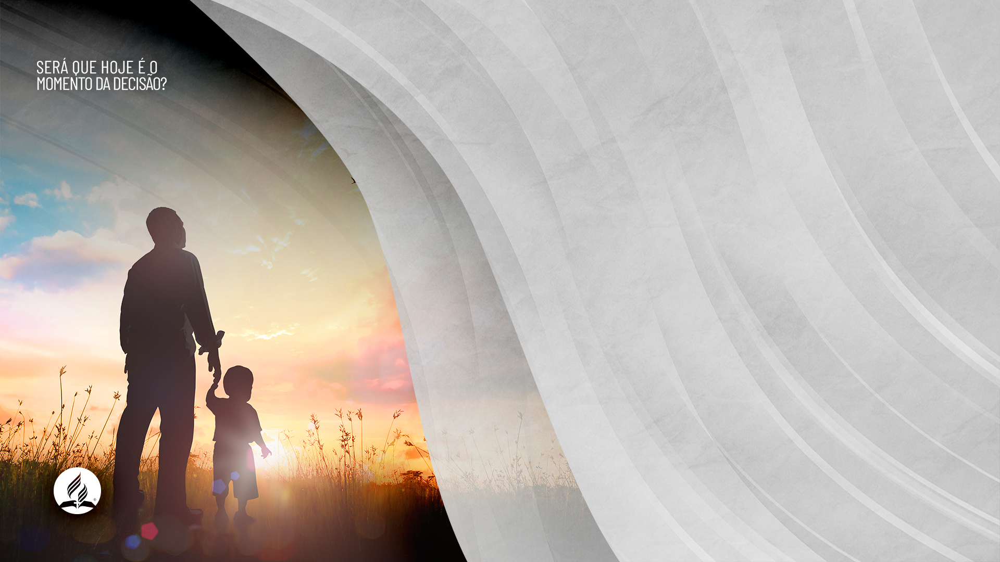 SERÁ QUE HOJE É O
MOMENTO DA DECISÃO?